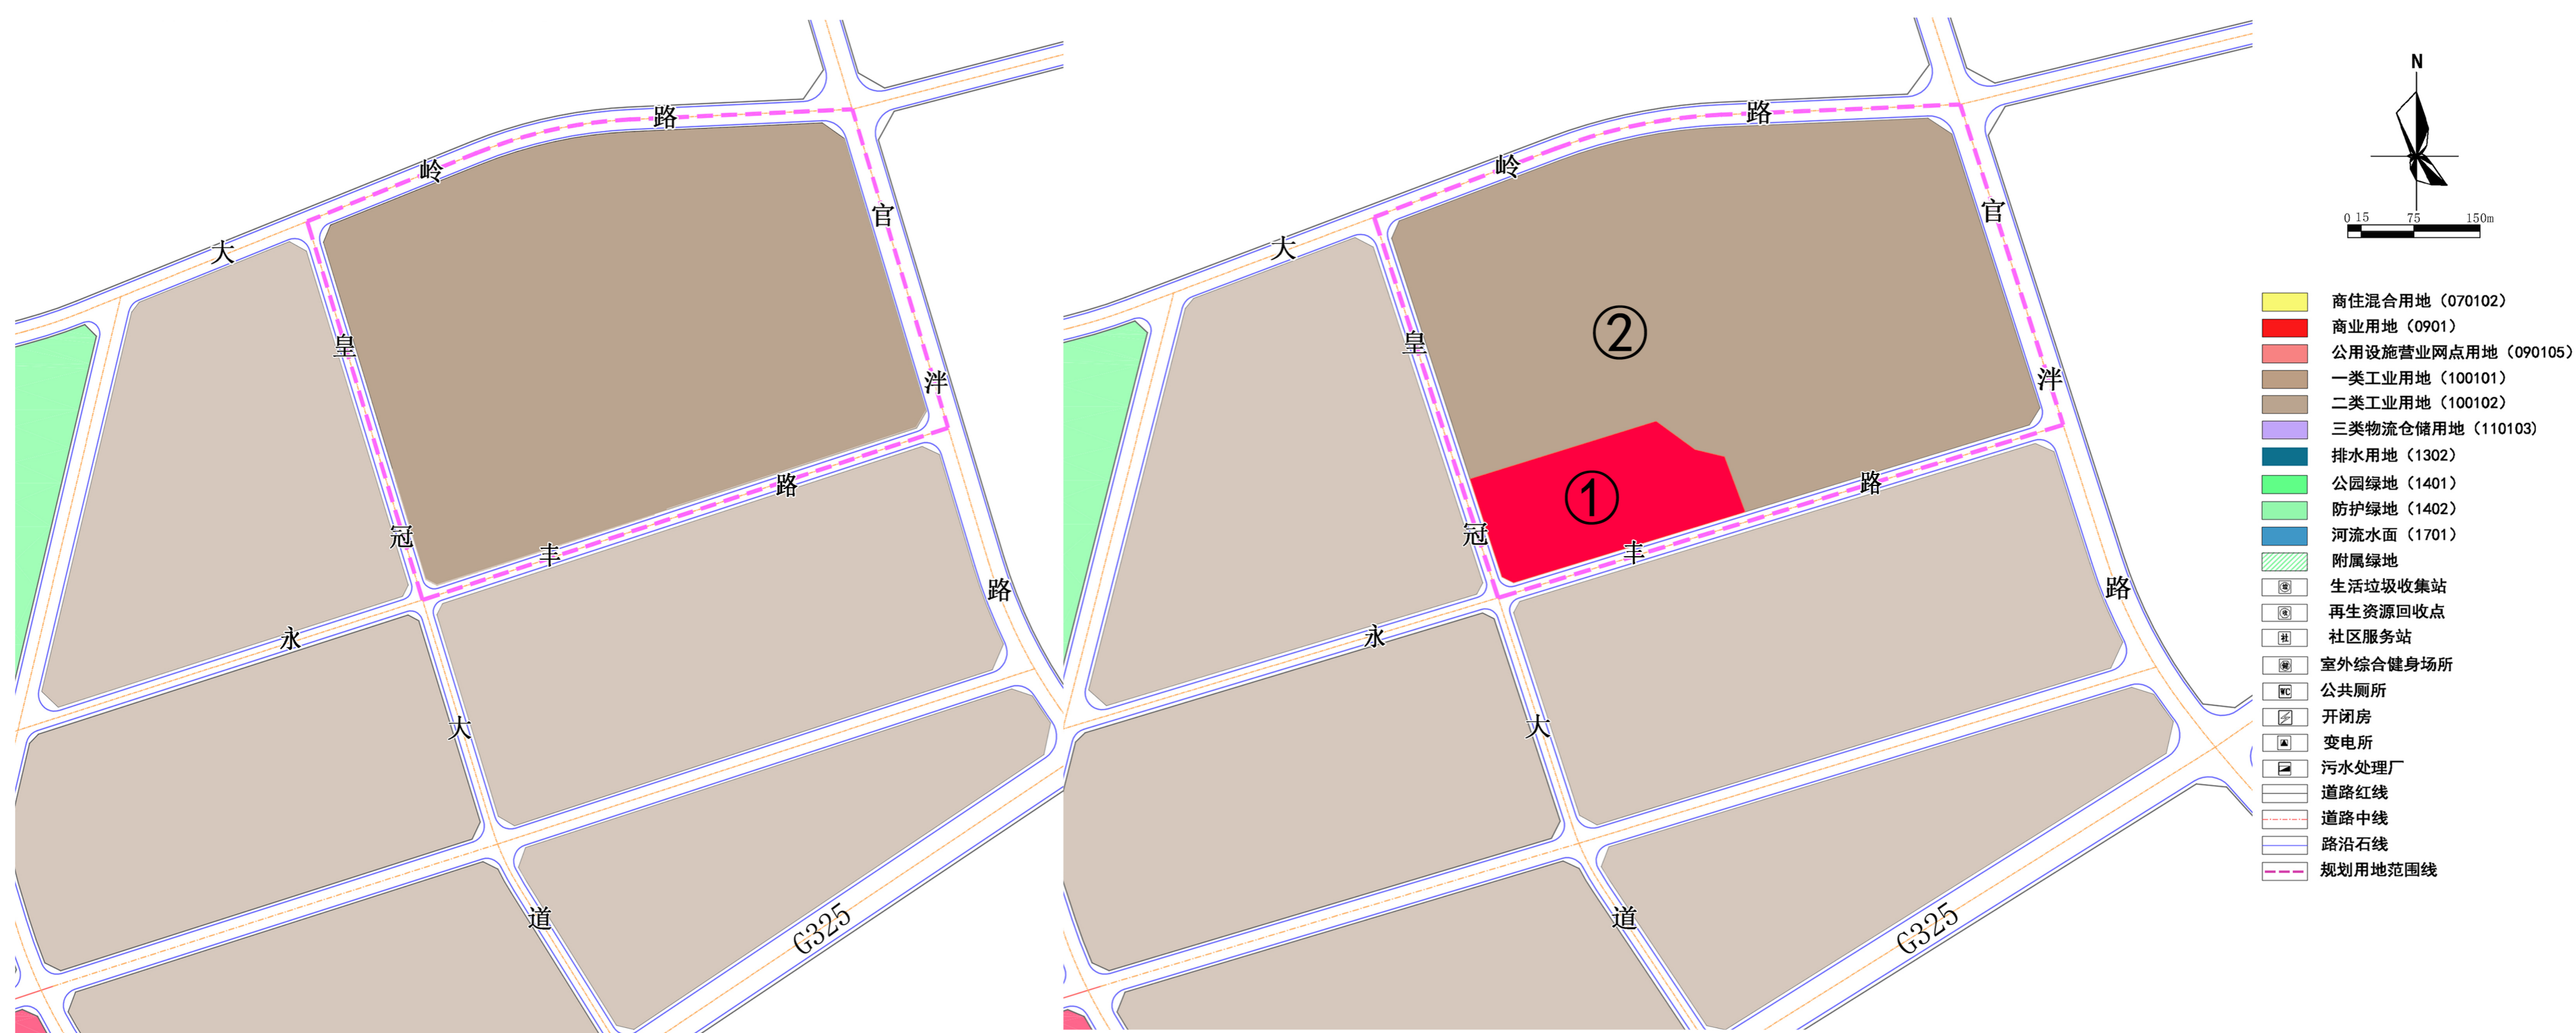 路
岭
大
官
皇
泮
路
冠
丰
路
永
大
道
G325
路
岭
大
官
皇
②
泮
①
路
冠
丰
路
永
大
道
G325
N
0 15 75 150m
商住混合用地（070102）
商业用地（0901）
公用设施营业网点用地（090105）
一类工业用地（100101）
二类工业用地（100102）
三类物流仓储用地（110103）
排水用地（1302）
公园绿地（1401）
防护绿地（1402）
河流水面（1701）
附属绿地
生活垃圾收集站
再生资源回收点
社 社区服务站
室外综合健身场所
WC 公共厕所
开闭房
变电所
污水处理厂
道路红线
道路中线
路沿石线
规划用地范围线